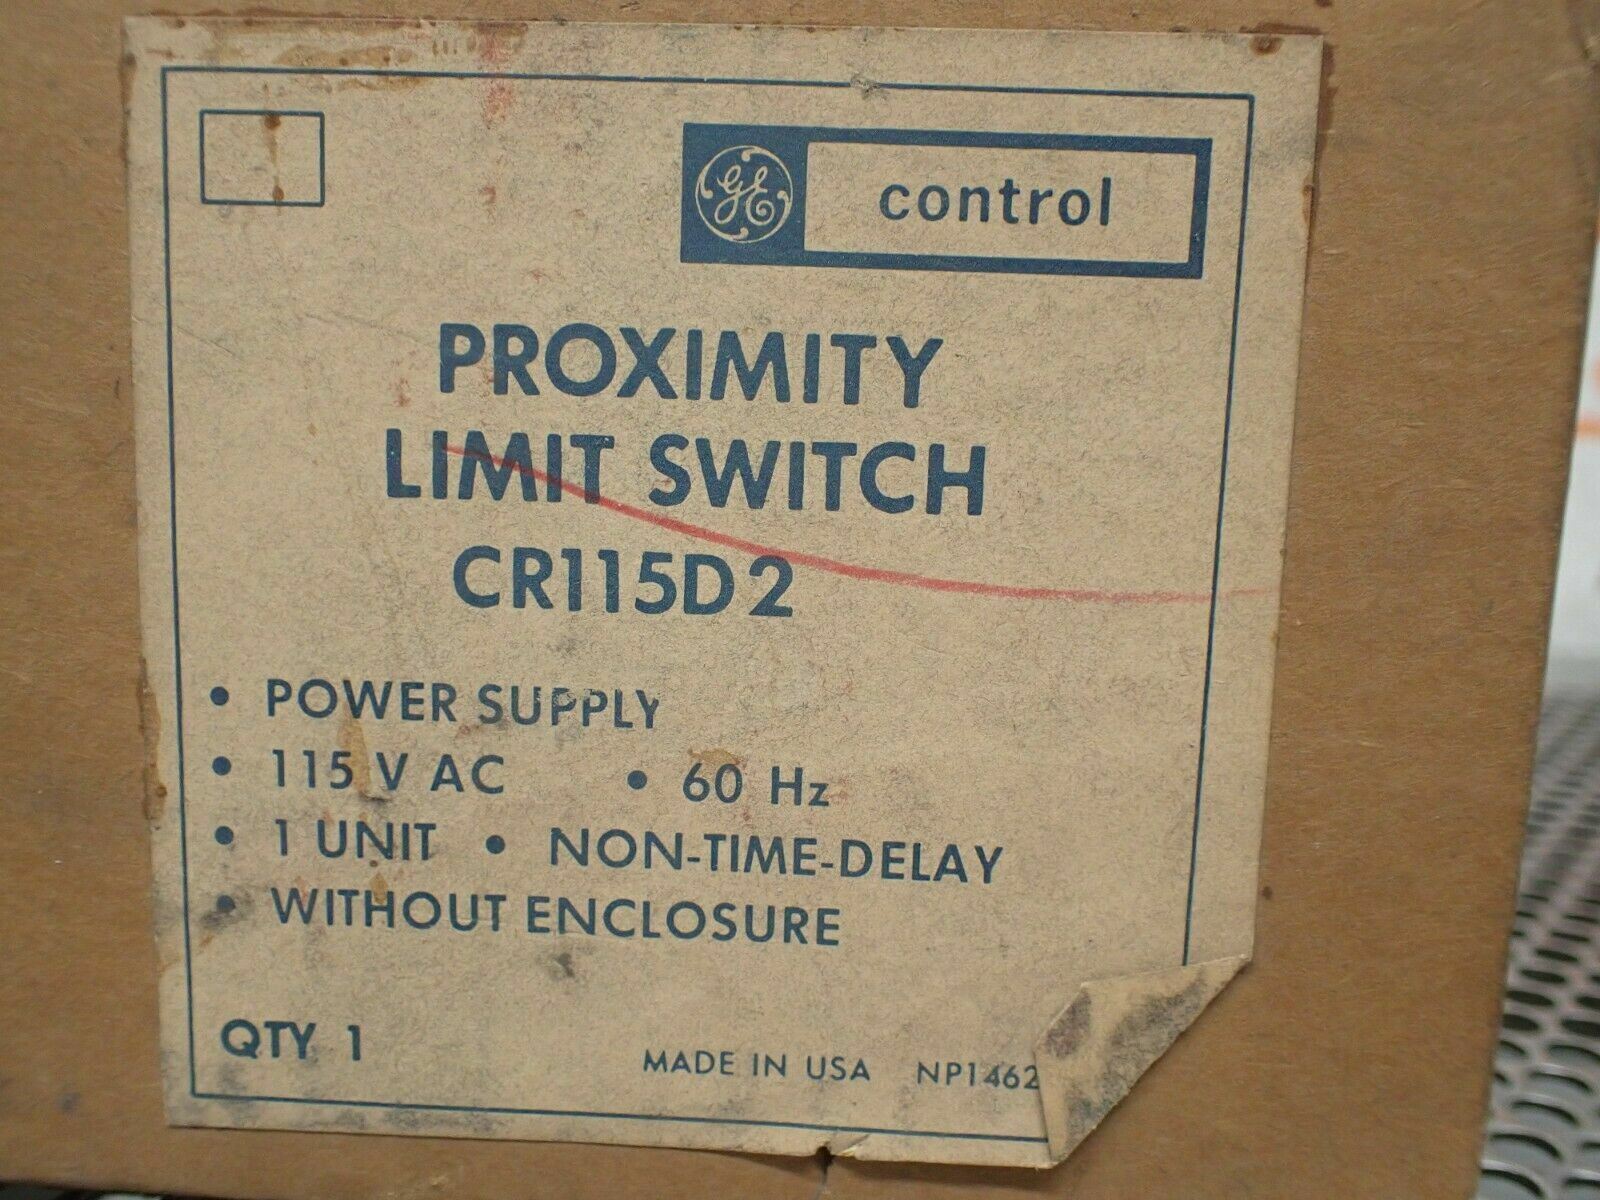 GE control
PROXIMITY
LIMIT SWITCH
CR115D2
• POWER SUPPLY
• 115 V AC • 60 Hz
• 1 UNIT • NON-TIME-DELAY
• WITHOUT ENCLOSURE
QTY 1
MADE IN USA NP1462